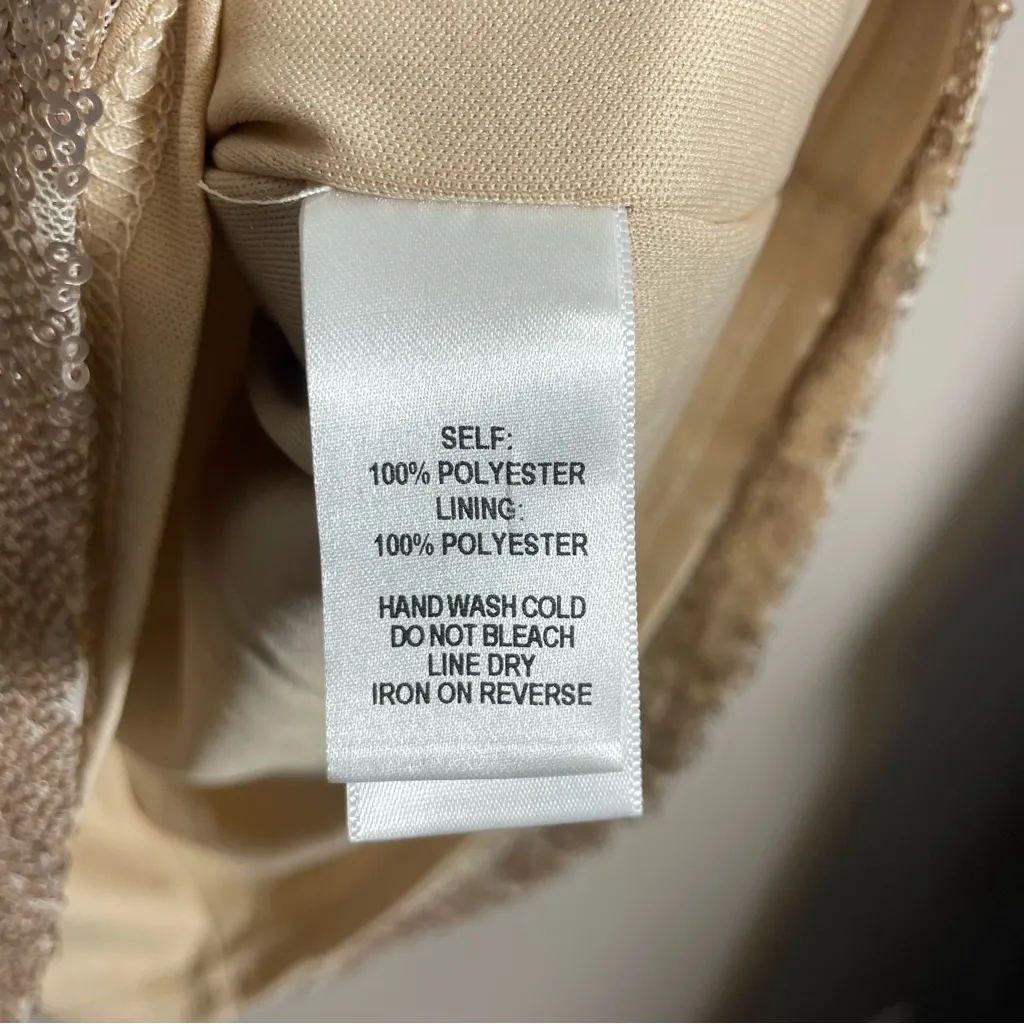 SELF:
100% POLYESTER
LINING:
100% POLYESTER
HAND WASH COLD
DO NOT BLEACH
LINE DRY
IRON ON REVERSE